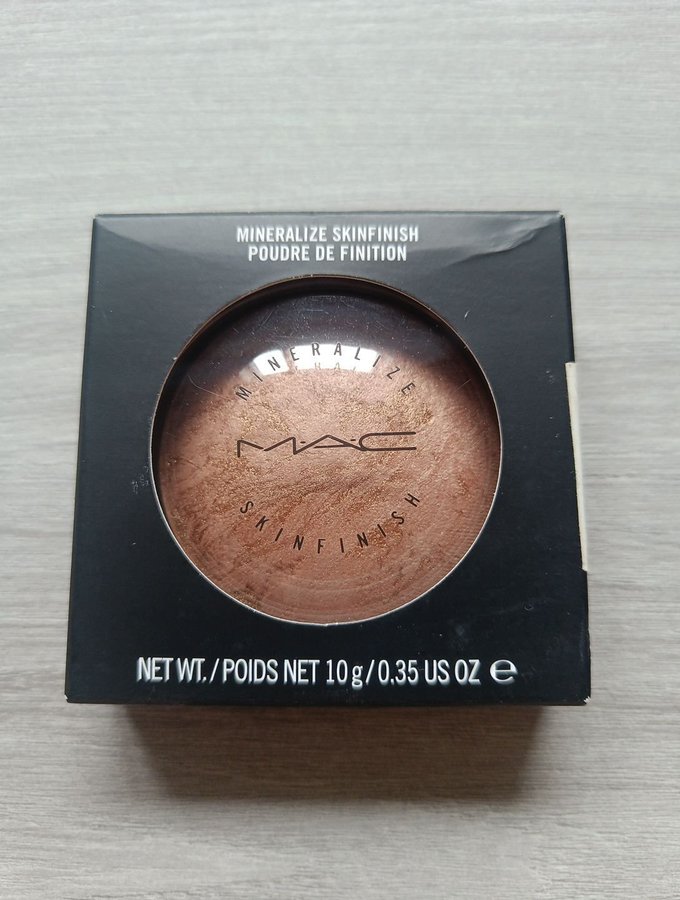 MINERALIZE SKINFINISH
POUDRE DE FINITION
MINERALIZE
M·A·C
SKINFINISH
NET WT./POIDS NET 10 g/0.35 US OZ ℮